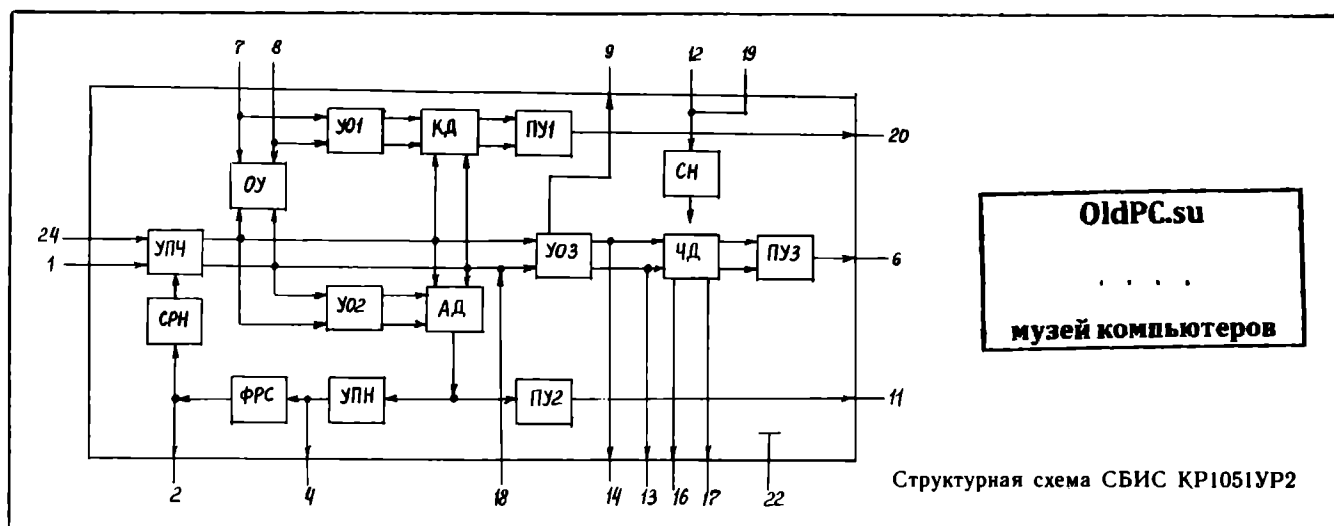 7 8 9 12 19
УО1 КД ПУ1 20
ОУ СН
24 УПЧ УО3 ЧД ПУ3 6
1
УО2 АД
СРН
ФРС УПН ПУ2 11
2 4 18 14 13 16 17 22
OldPC.su
. . . .
музей компьютеров
Структурная схема СБИС КР1051УР2